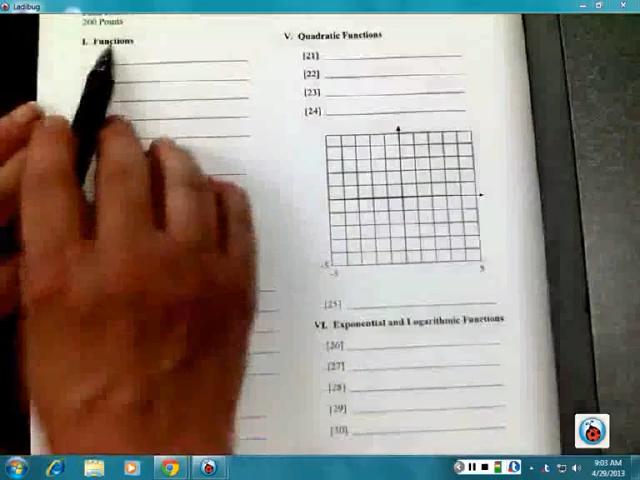 Ladibug
200 Points
I. Functions
V. Quadratic Functions
[21]
[22]
[23]
[24]
-5
-5
5
[25]
VI. Exponential and Logarithmic Functions
[26]
[27]
[28]
[29]
[30]
9:03 AM
4/29/2013